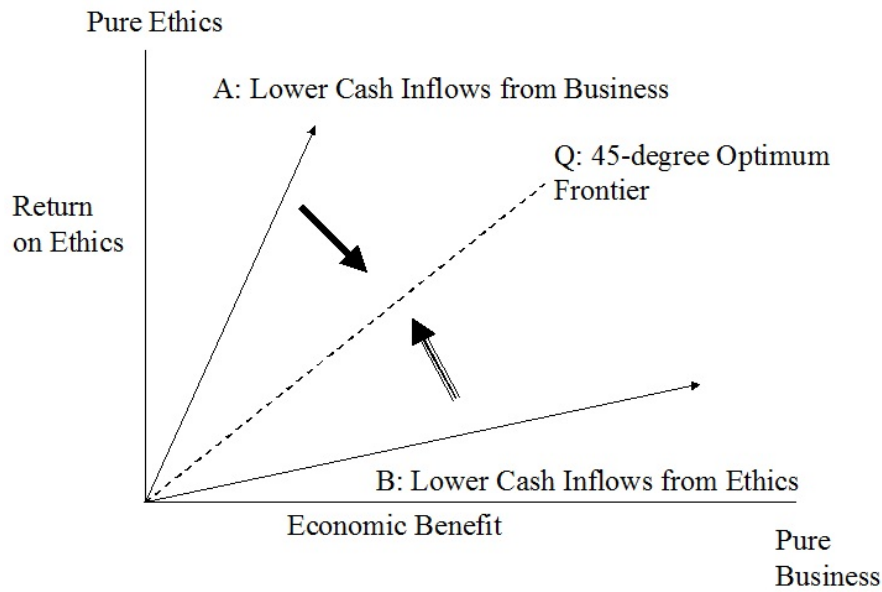 Pure Ethics
A: Lower Cash Inflows from Business
Q: 45-degree Optimum
Frontier
Return
on Ethics
B: Lower Cash Inflows from Ethics
Economic Benefit
Pure
Business